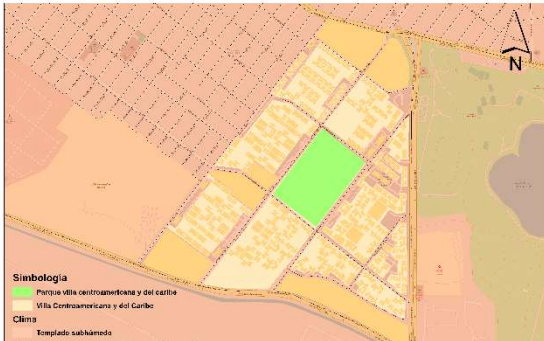 N
Simbología
Parque villa centroamericana y del caribe
Villa Centroamericana y del Caribe
Clima
Templado subhúmedo